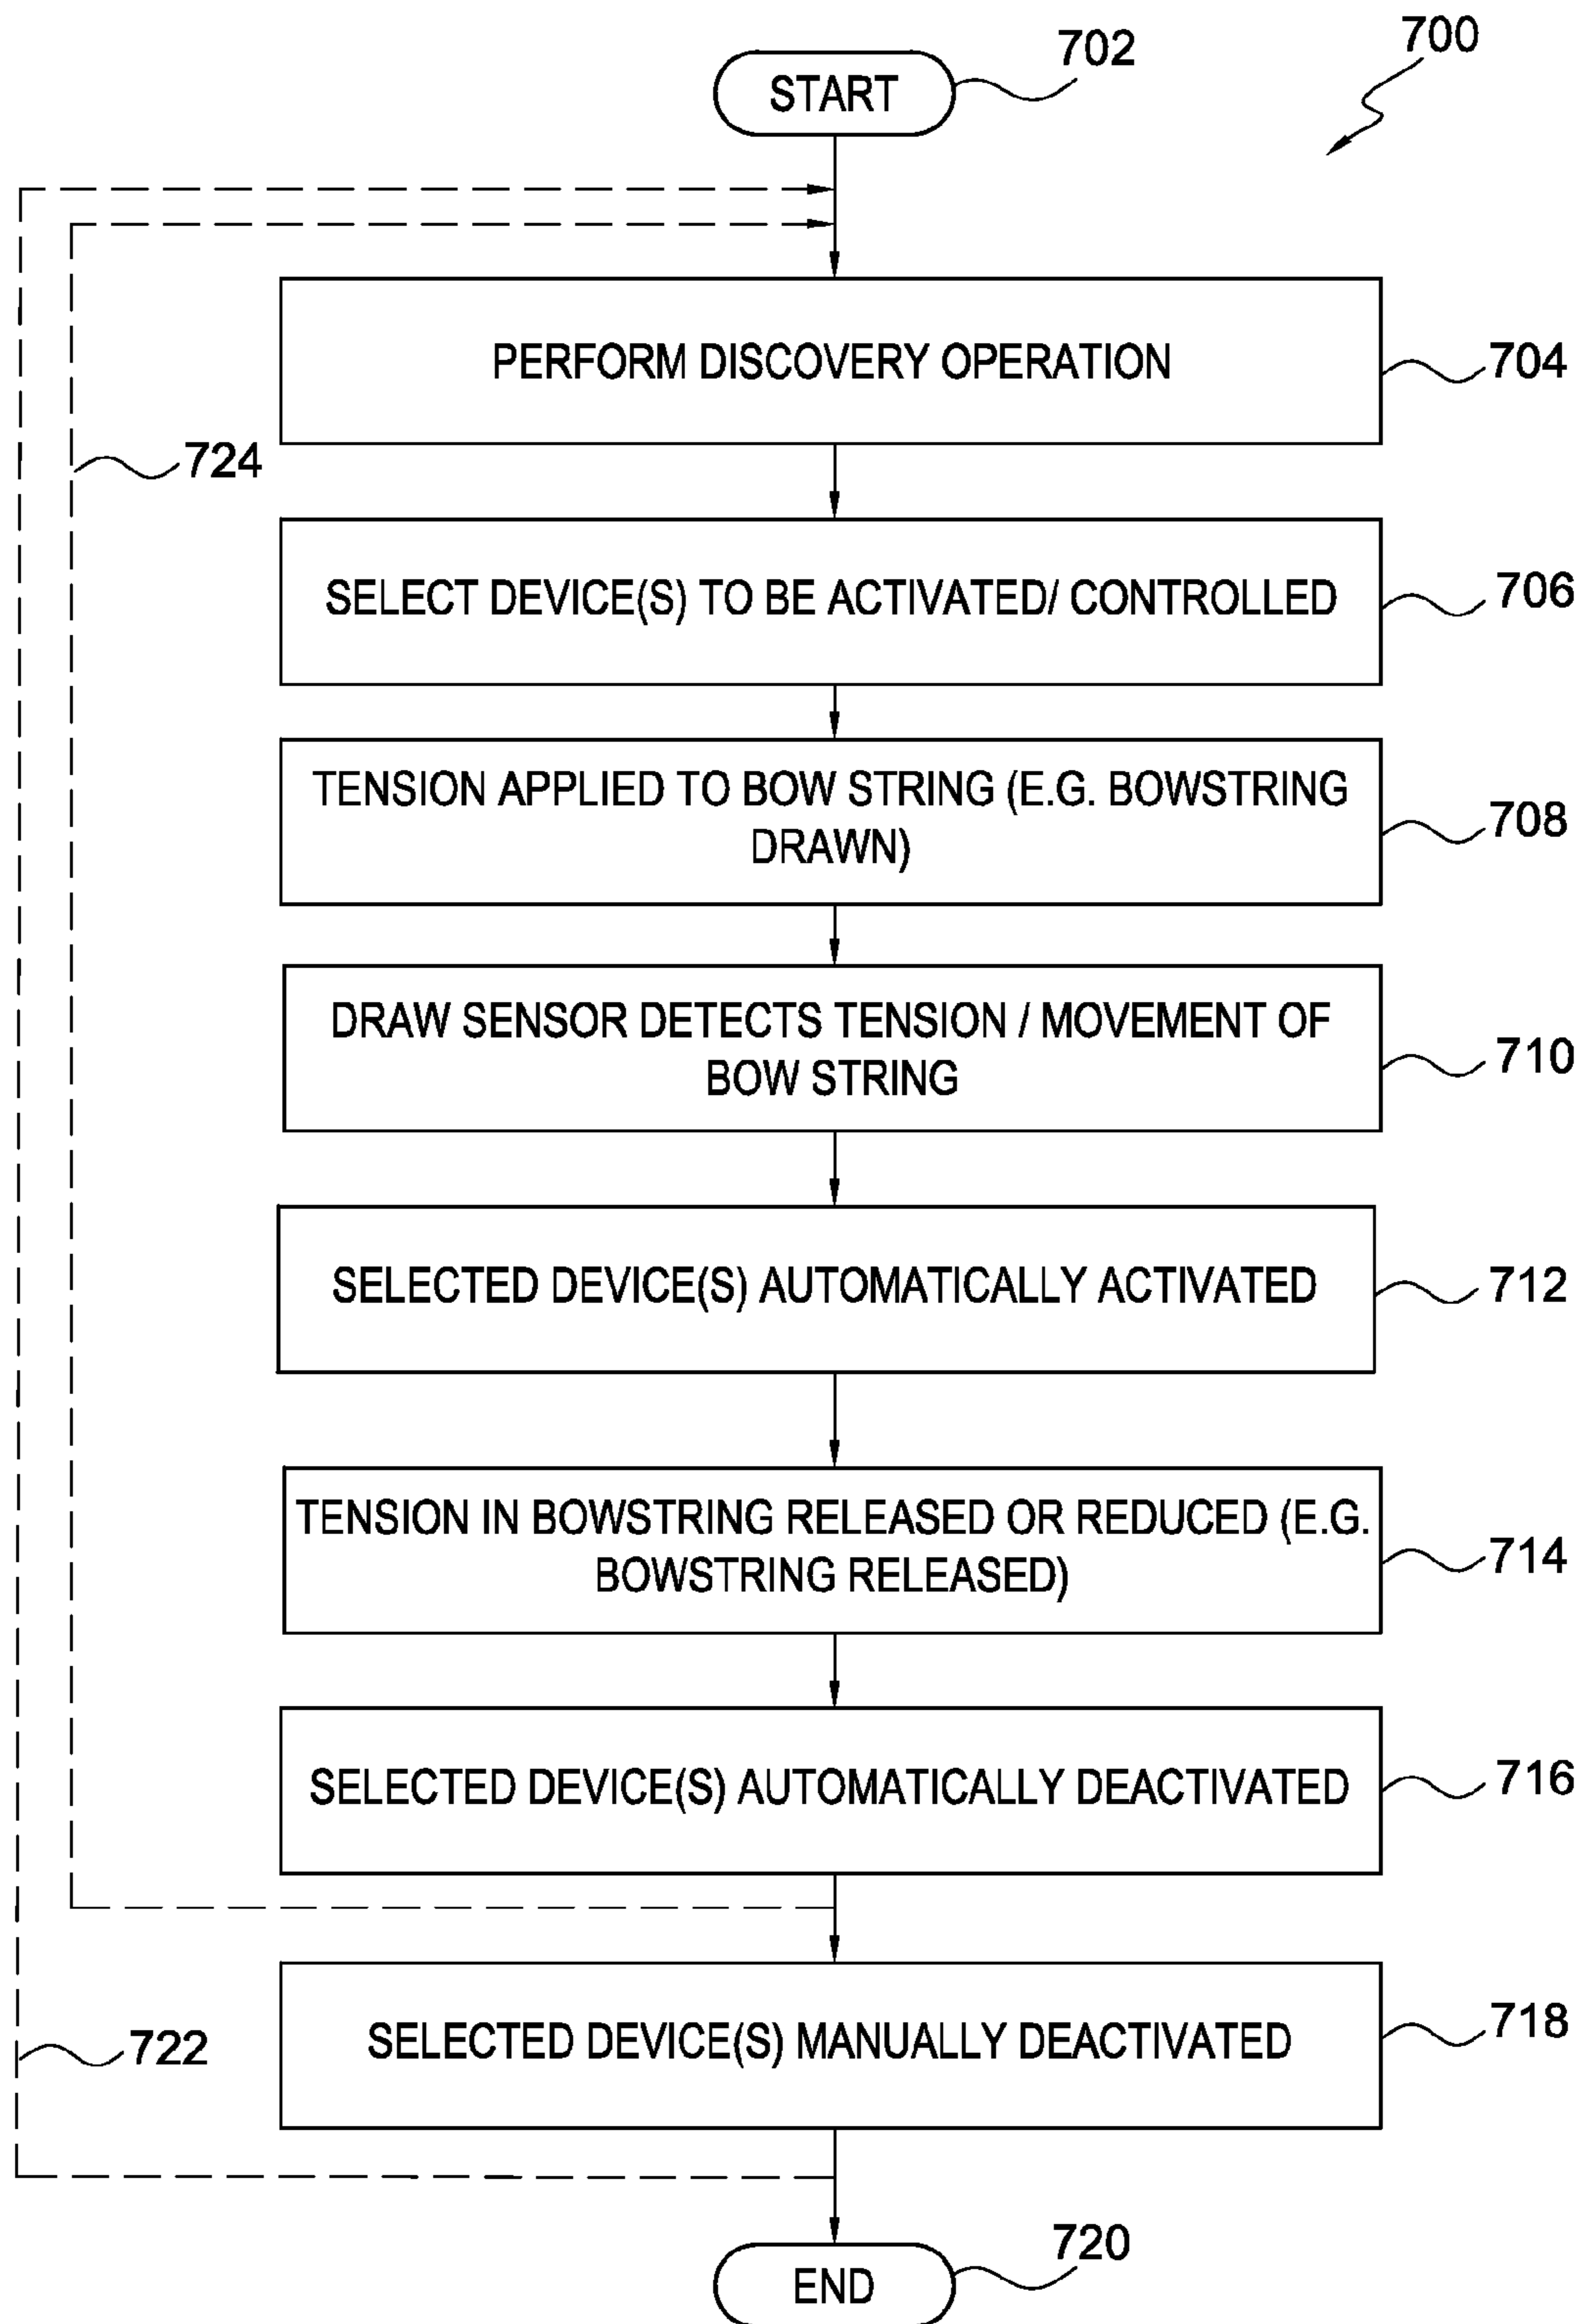 700
702
START
PERFORM DISCOVERY OPERATION
704
724
SELECT DEVICE(S) TO BE ACTIVATED/ CONTROLLED
706
TENSION APPLIED TO BOW STRING (E.G. BOWSTRING
DRAWN)
708
DRAW SENSOR DETECTS TENSION / MOVEMENT OF
BOW STRING
710
SELECTED DEVICE(S) AUTOMATICALLY ACTIVATED
712
TENSION IN BOWSTRING RELEASED OR REDUCED (E.G.
BOWSTRING RELEASED)
714
SELECTED DEVICE(S) AUTOMATICALLY DEACTIVATED
716
SELECTED DEVICE(S) MANUALLY DEACTIVATED
718
722
720
END